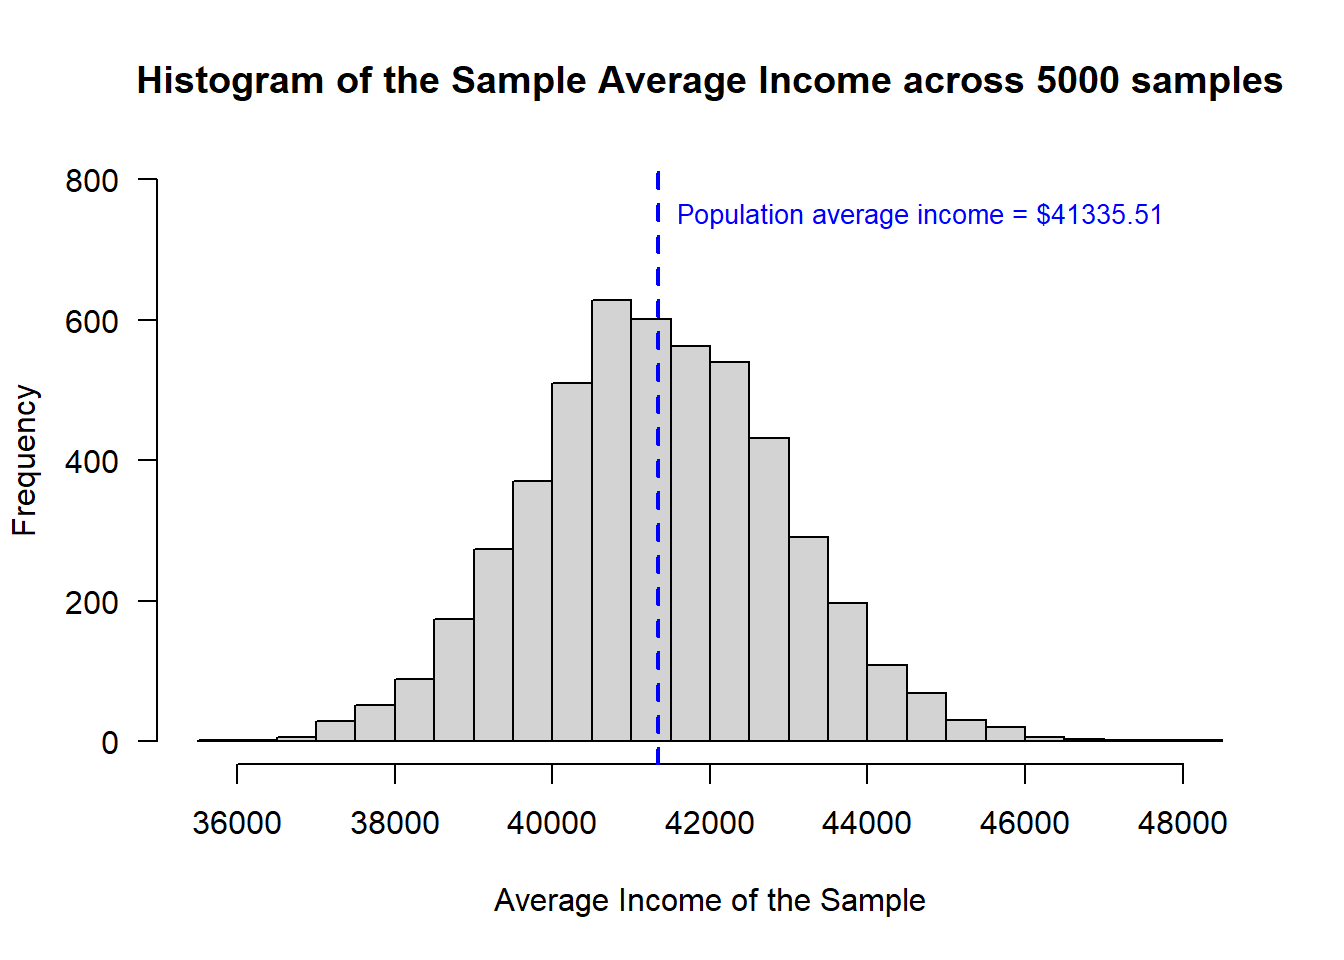 Histogram of the Sample Average Income across 5000 samples
800
Population average income = $41335.51
600
400
200
0
Frequency
36000 38000 40000 42000 44000 46000 48000
Average Income of the Sample